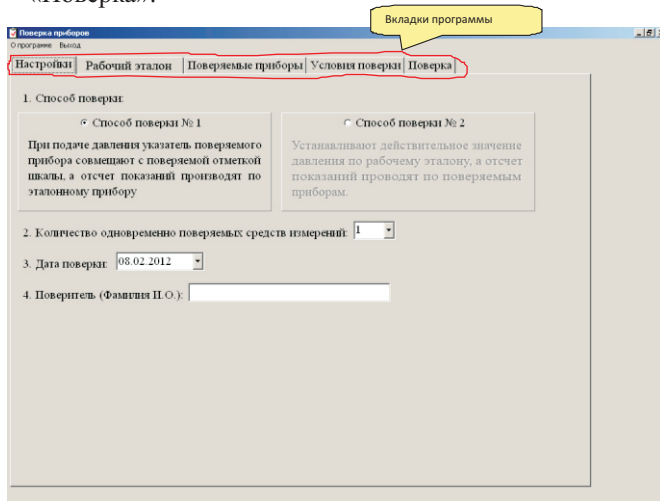 «Поверка».
Вкладки программы
Поверка приборов
О программе Выход
Настройки Рабочий эталон Поверяемые приборы Условия поверки Поверка
1. Способ поверки:
Способ поверки № 1
При подаче давления указатель поверяемого
прибора совмещают с поверяемой отметкой
шкалы, а отсчет показаний производят по
эталонному прибору
Способ поверки № 2
Устанавливают действительное значение
давления по рабочему эталону, а отсчет
показаний проводят по поверяемым
приборам.
2. Количество одновременно поверяемых средств измерений: 1
3. Дата поверки: 08.02.2012
4. Поверитель (Фамилия И.О.):